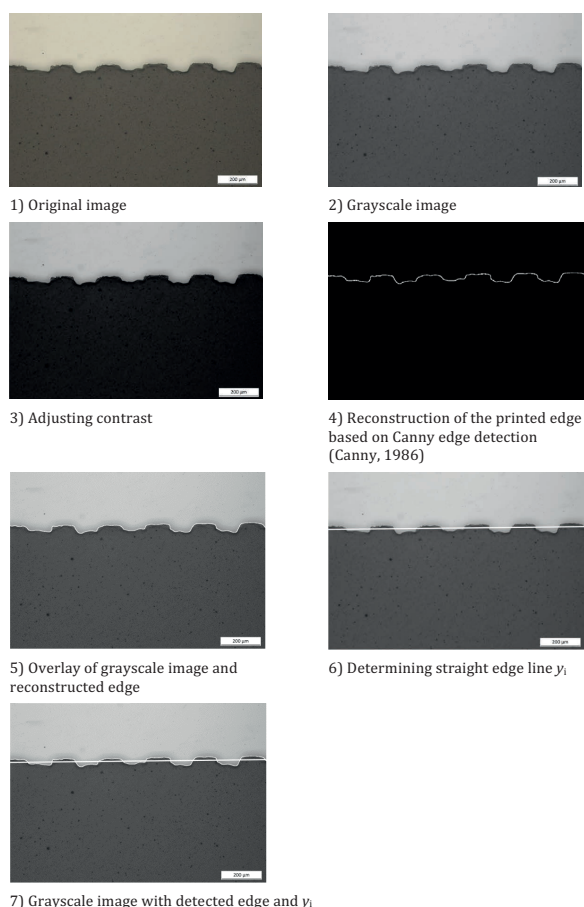 200 µm
200 µm
1) Original image
2) Grayscale image
200 µm
3) Adjusting contrast
4) Reconstruction of the printed edge
based on Canny edge detection
(Canny, 1986)
200 µm
200 µm
5) Overlay of grayscale image and
reconstructed edge
6) Determining straight edge line yᵢ
200 µm
7) Grayscale image with detected edge and yᵢ